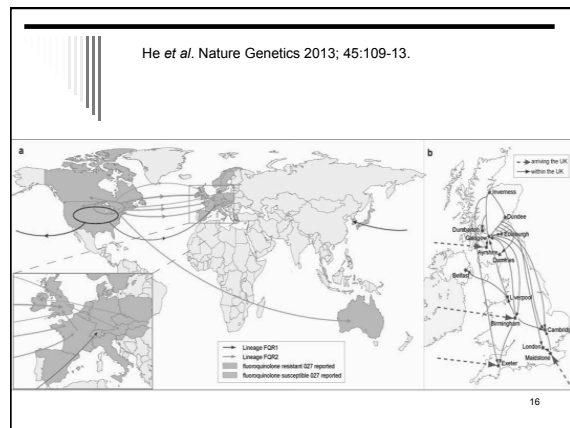 He et al. Nature Genetics 2013; 45:109-13.
a
Lineage FQR1
Lineage FQR2
fluoroquinolone resistant 027 reported
fluoroquinolone susceptible 027 reported
b
arriving the UK
within the UK
Inverness
Dundee
Dunbarton
Glasgow
Edinburgh
Ayrshire
Dumfries
Belfast
Liverpool
Birmingham
Cambridge
London
Maidstone
Exeter
16